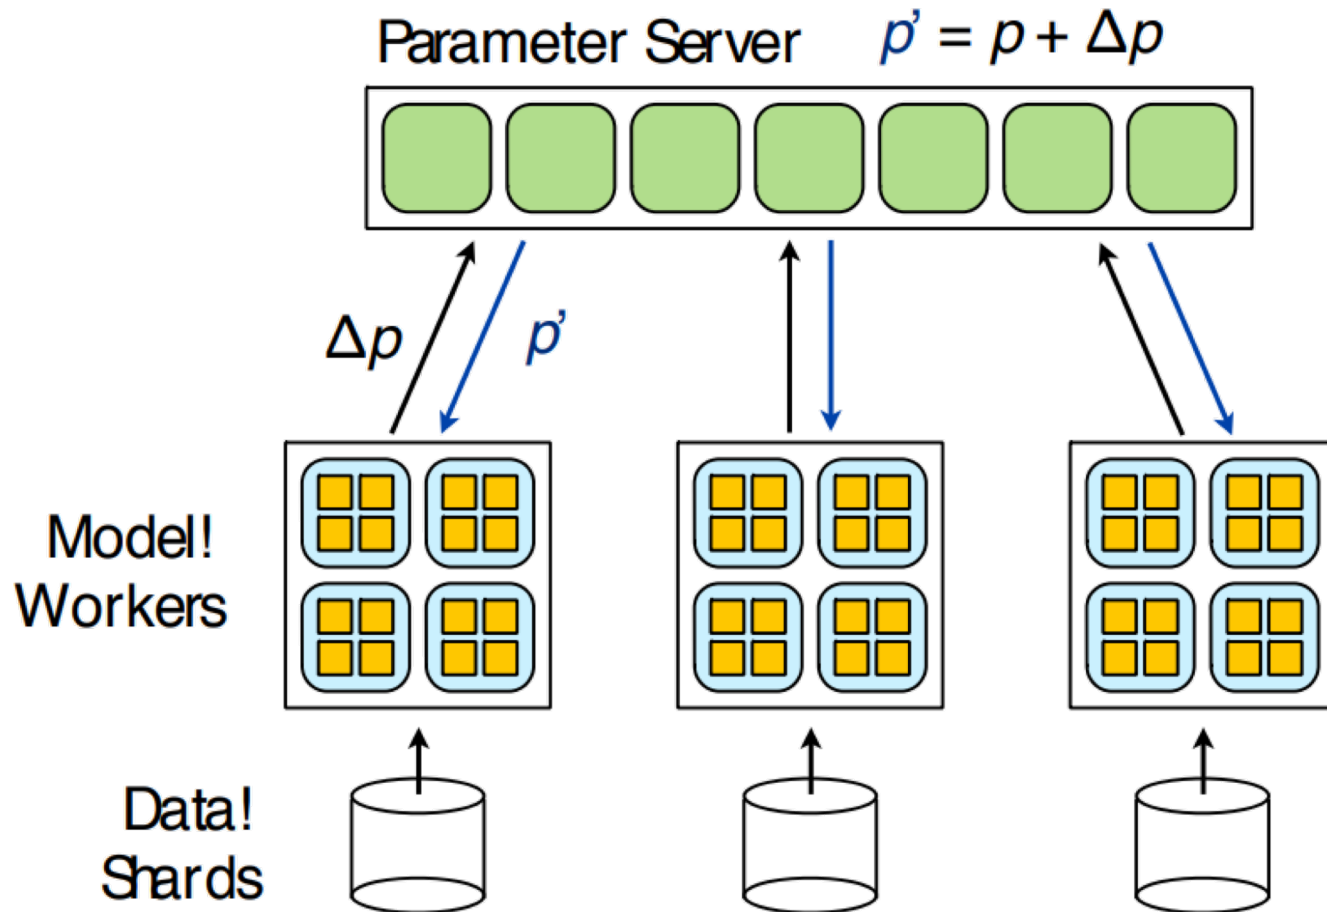 Parameter Server p’ = p + Δp
Δp
p’
Model!
Workers
Data!
Shards